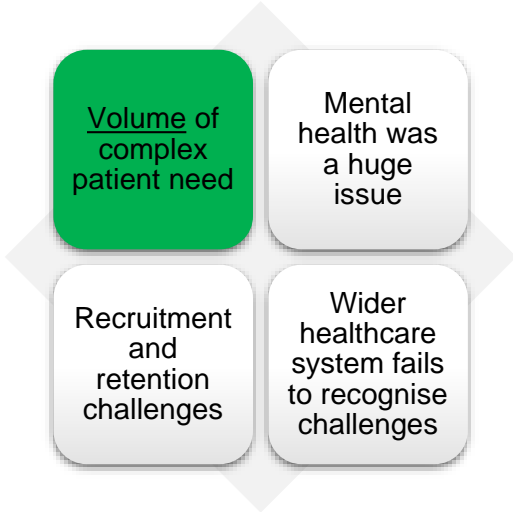 Volume of
complex
patient need
Mental
health was
a huge
issue
Recruitment
and
retention
challenges
Wider
healthcare
system fails
to recognise
challenges